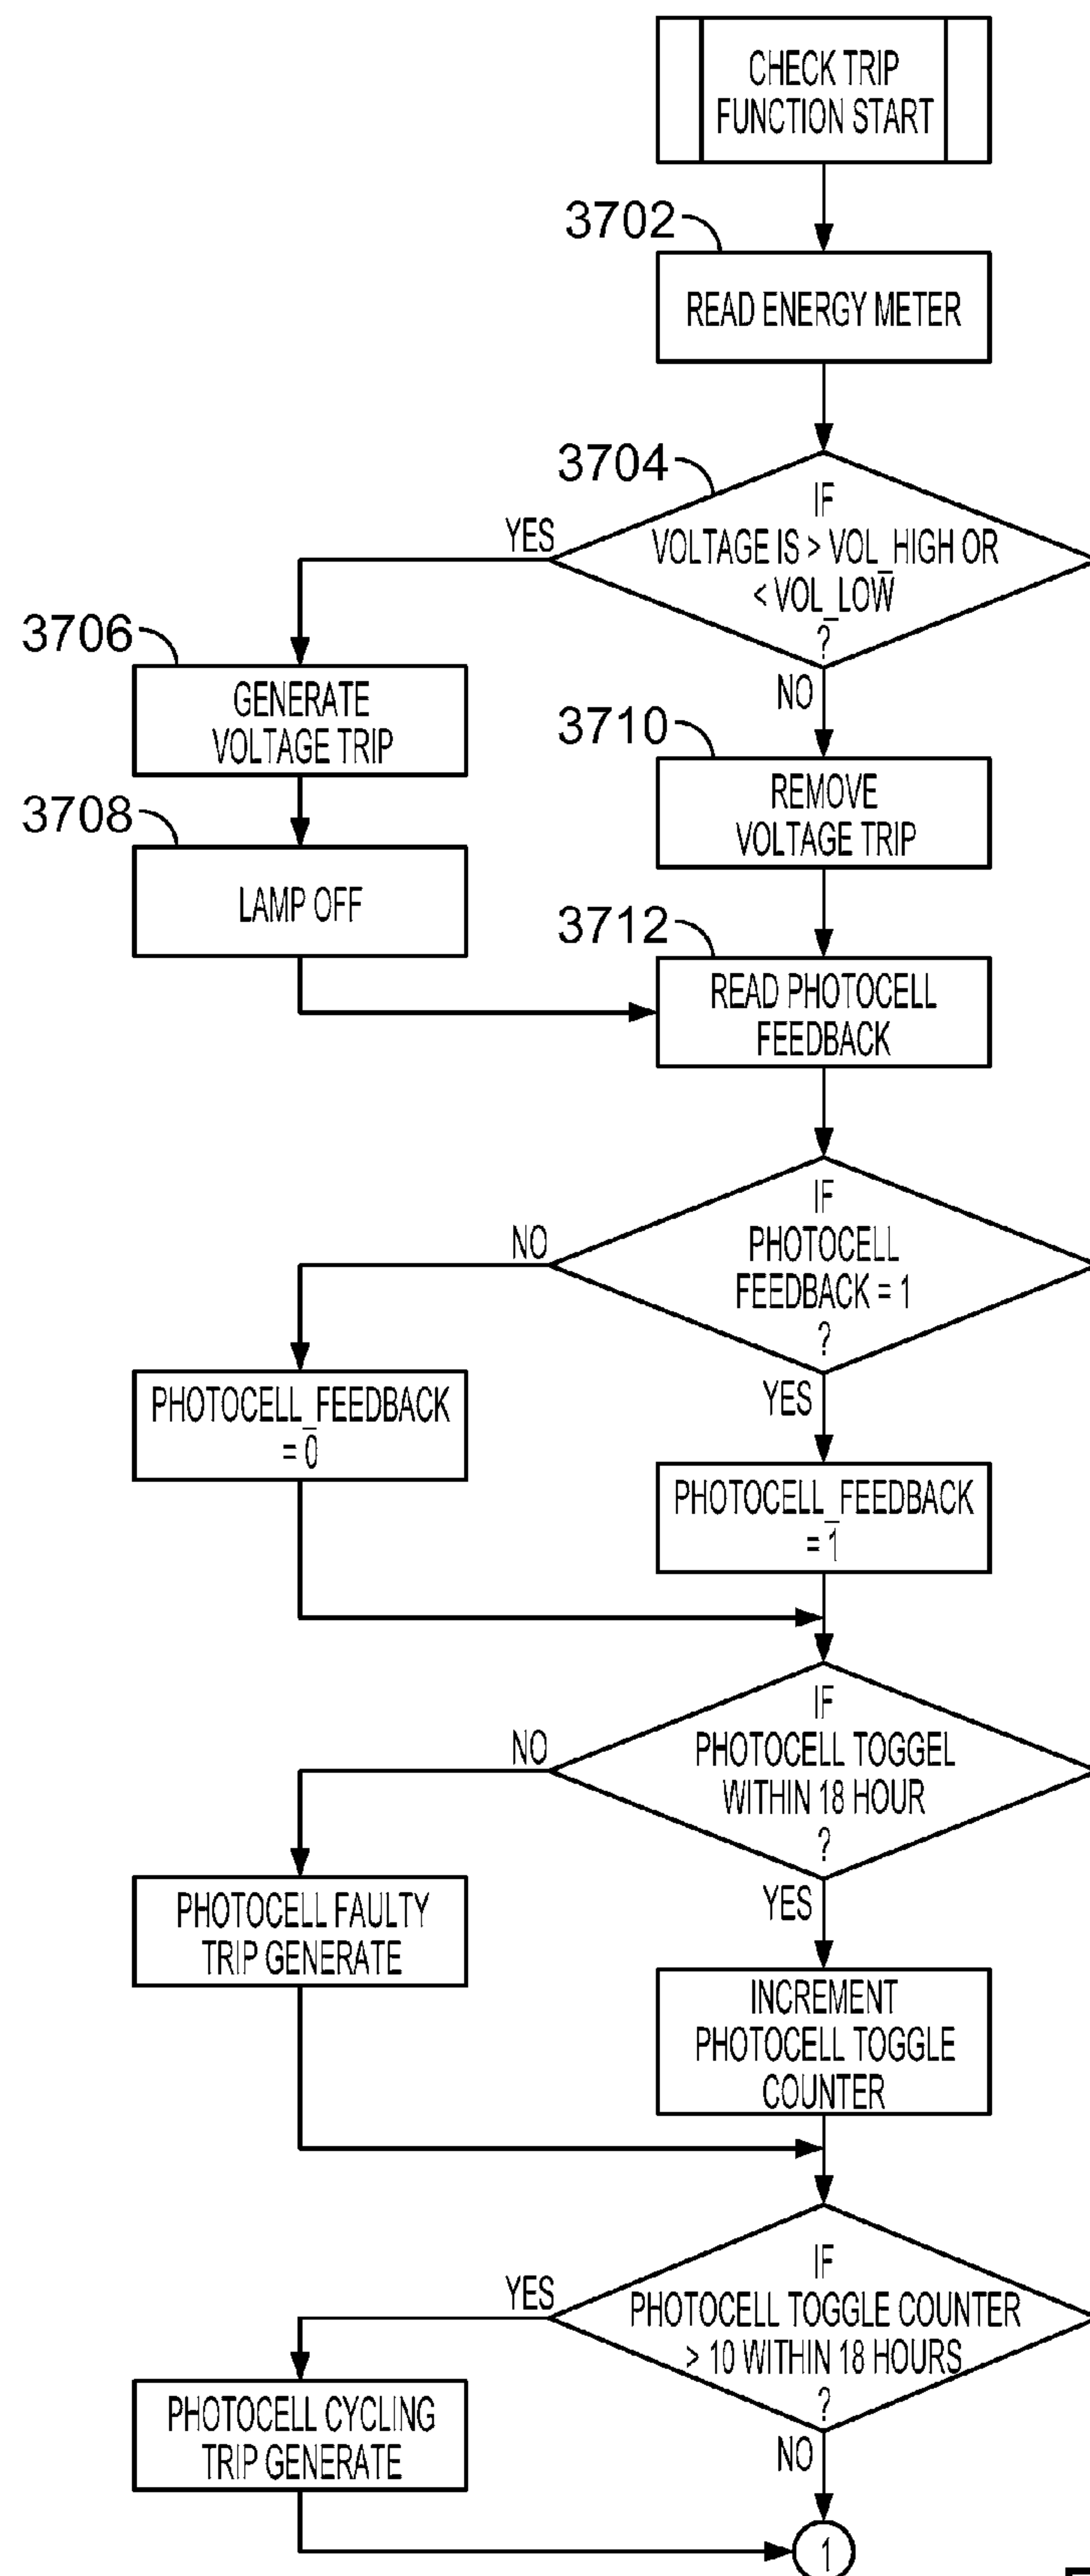 CHECK TRIP
FUNCTION START
3702
READ ENERGY METER
3704
IF
VOLTAGE IS > VOL_HIGH OR
< VOL_LOW
?
YES
NO
3706
GENERATE
VOLTAGE TRIP
3710
REMOVE
VOLTAGE TRIP
3708
LAMP OFF
3712
READ PHOTOCELL
FEEDBACK
IF
PHOTOCELL
FEEDBACK = 1
?
NO
YES
PHOTOCELL_FEEDBACK
= 0
PHOTOCELL_FEEDBACK
= 1
IF
PHOTOCELL TOGGEL
WITHIN 18 HOUR
?
NO
YES
PHOTOCELL FAULTY
TRIP GENERATE
INCREMENT
PHOTOCELL TOGGLE
COUNTER
IF
PHOTOCELL TOGGLE COUNTER
> 10 WITHIN 18 HOURS
?
YES
NO
PHOTOCELL CYCLING
TRIP GENERATE
1